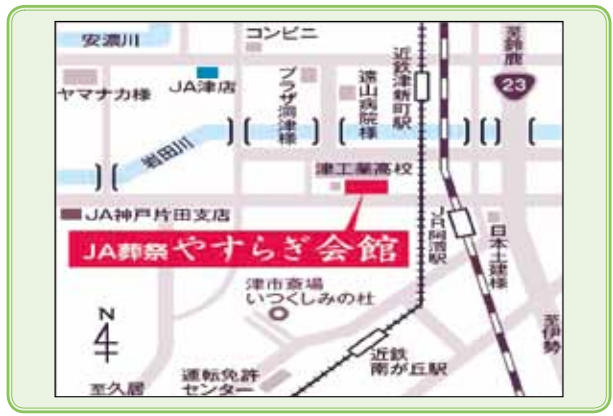 安濃川
コンビニ
近鉄津新町駅
至鈴鹿
23
ヤマナカ様
JA津店
プラザ洞津様
遠山病院様
岩田川
津工業高校
JA神戸片田支店
JA葬祭やすらぎ会館
JR阿漕駅
日本土建様
津市斎場
いつくしみの杜
N
至伊勢
近鉄
南が丘駅
運転免許
センター
至久居